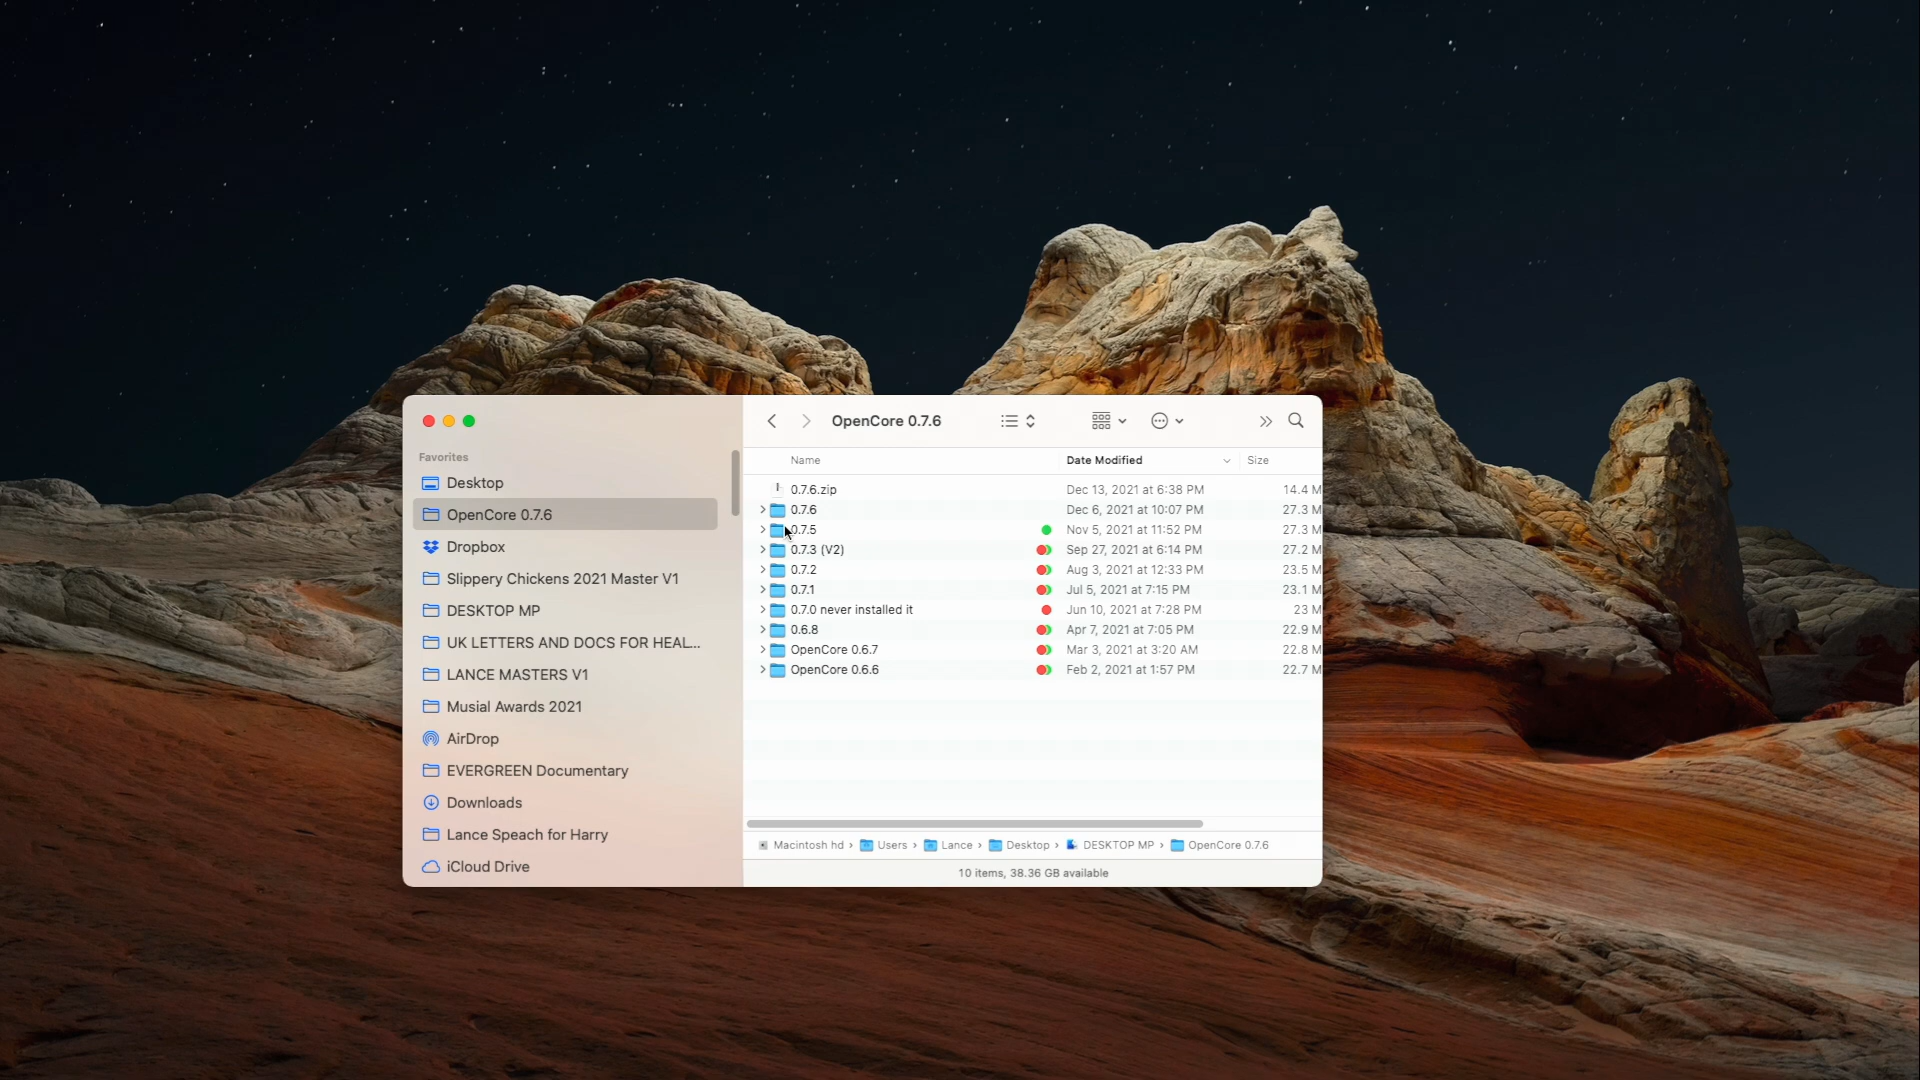 OpenCore 0.7.6
Favorites
Desktop
OpenCore 0.7.6
Dropbox
Slippery Chickens 2021 Master V1
DESKTOP MP
UK LETTERS AND DOCS FOR HEAL...
LANCE MASTERS V1
Musial Awards 2021
AirDrop
EVERGREEN Documentary
Downloads
Lance Speach for Harry
iCloud Drive
Name Date Modified Size
0.7.6.zip Dec 13, 2021 at 6:38 PM 14.4 M
0.7.6 Dec 6, 2021 at 10:07 PM 27.3 M
0.7.5 Nov 5, 2021 at 11:52 PM 27.3 M
0.7.3 (V2) Sep 27, 2021 at 6:14 PM 27.2 M
0.7.2 Aug 3, 2021 at 12:33 PM 23.5 M
0.7.1 Jul 5, 2021 at 7:15 PM 23.1 M
0.7.0 never installed it Jun 10, 2021 at 7:28 PM 23 M
0.6.8 Apr 7, 2021 at 7:05 PM 22.9 M
OpenCore 0.6.7 Mar 3, 2021 at 3:20 AM 22.8 M
OpenCore 0.6.6 Feb 2, 2021 at 1:57 PM 22.7 M
Macintosh hd › Users › Lance › Desktop › DESKTOP MP › OpenCore 0.7.6
10 items, 38.36 GB available